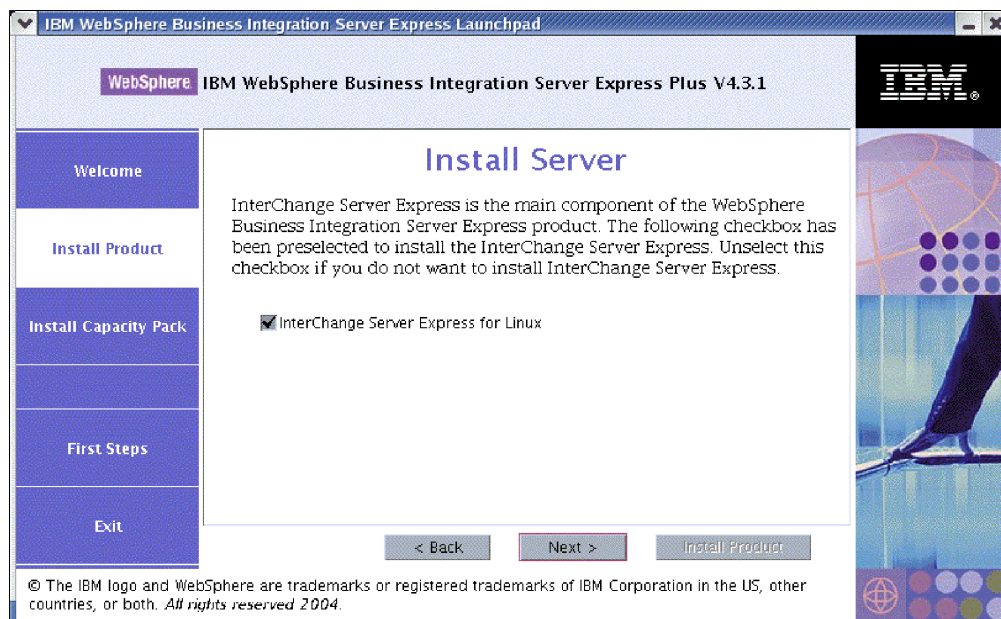 IBM WebSphere Business Integration Server Express Launchpad
WebSphere. IBM WebSphere Business Integration Server Express Plus V4.3.1
IBM®
Welcome
Install Product
Install Capacity Pack
First Steps
Exit
Install Server
InterChange Server Express is the main component of the WebSphere
Business Integration Server Express product. The following checkbox has
been preselected to install the InterChange Server Express. Unselect this
checkbox if you do not want to install InterChange Server Express.
InterChange Server Express for Linux
< Back
Next >
Install Product
© The IBM logo and WebSphere are trademarks or registered trademarks of IBM Corporation in the US, other
countries, or both. All rights reserved 2004.